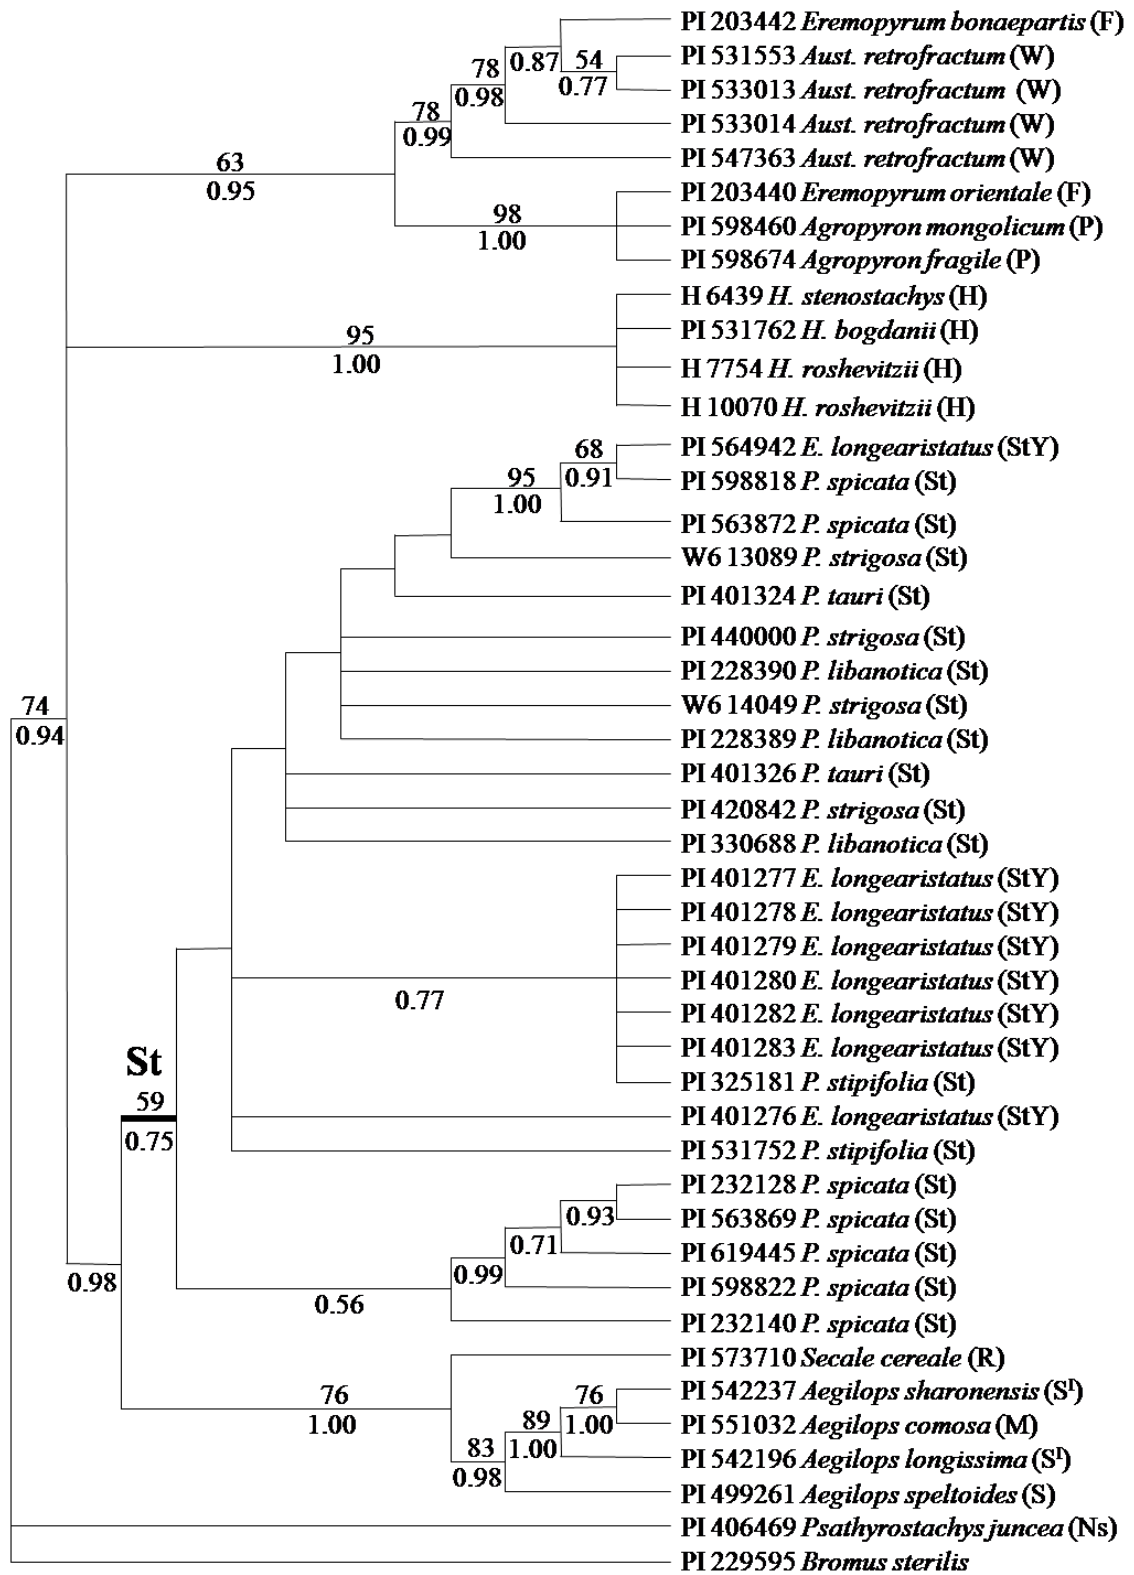 PI 203442 Eremopyrum bonaepartis (F)
0.87 54
PI 531553 Aust. retrofractum (W)
78
0.77
PI 533013 Aust. retrofractum (W)
0.98
78
PI 533014 Aust. retrofractum (W)
0.99
PI 547363 Aust. retrofractum (W)
63
0.95
PI 203440 Eremopyrum orientale (F)
98
PI 598460 Agropyron mongolicum (P)
1.00
PI 598674 Agropyron fragile (P)
H 6439 H. stenostachys (H)
PI 531762 H. bogdanii (H)
95
1.00
H 7754 H. roshevitzii (H)
H 10070 H. roshevitzii (H)
PI 564942 E. longearistatus (StY)
68
0.91
PI 598818 P. spicata (St)
95
1.00
PI 563872 P. spicata (St)
W6 13089 P. strigosa (St)
PI 401324 P. tauri (St)
PI 440000 P. strigosa (St)
PI 228390 P. libanotica (St)
W6 14049 P. strigosa (St)
74
0.94
PI 228389 P. libanotica (St)
PI 401326 P. tauri (St)
PI 420842 P. strigosa (St)
PI 330688 P. libanotica (St)
PI 401277 E. longearistatus (StY)
PI 401278 E. longearistatus (StY)
PI 401279 E. longearistatus (StY)
PI 401280 E. longearistatus (StY)
0.77
PI 401282 E. longearistatus (StY)
PI 401283 E. longearistatus (StY)
St
PI 325181 P. stipifolia (St)
59
PI 401276 E. longearistatus (StY)
0.75
PI 531752 P. stipifolia (St)
PI 232128 P. spicata (St)
0.93
PI 563869 P. spicata (St)
0.71
PI 619445 P. spicata (St)
0.99
0.98
PI 598822 P. spicata (St)
0.56
PI 232140 P. spicata (St)
PI 573710 Secale cereale (R)
76
1.00
76
PI 542237 Aegilops sharonensis (Sˡ)
89
1.00
PI 551032 Aegilops comosa (M)
83
1.00
PI 542196 Aegilops longissima (Sˡ)
0.98
PI 499261 Aegilops speltoides (S)
PI 406469 Psathyrostachys juncea (Ns)
PI 229595 Bromus sterilis